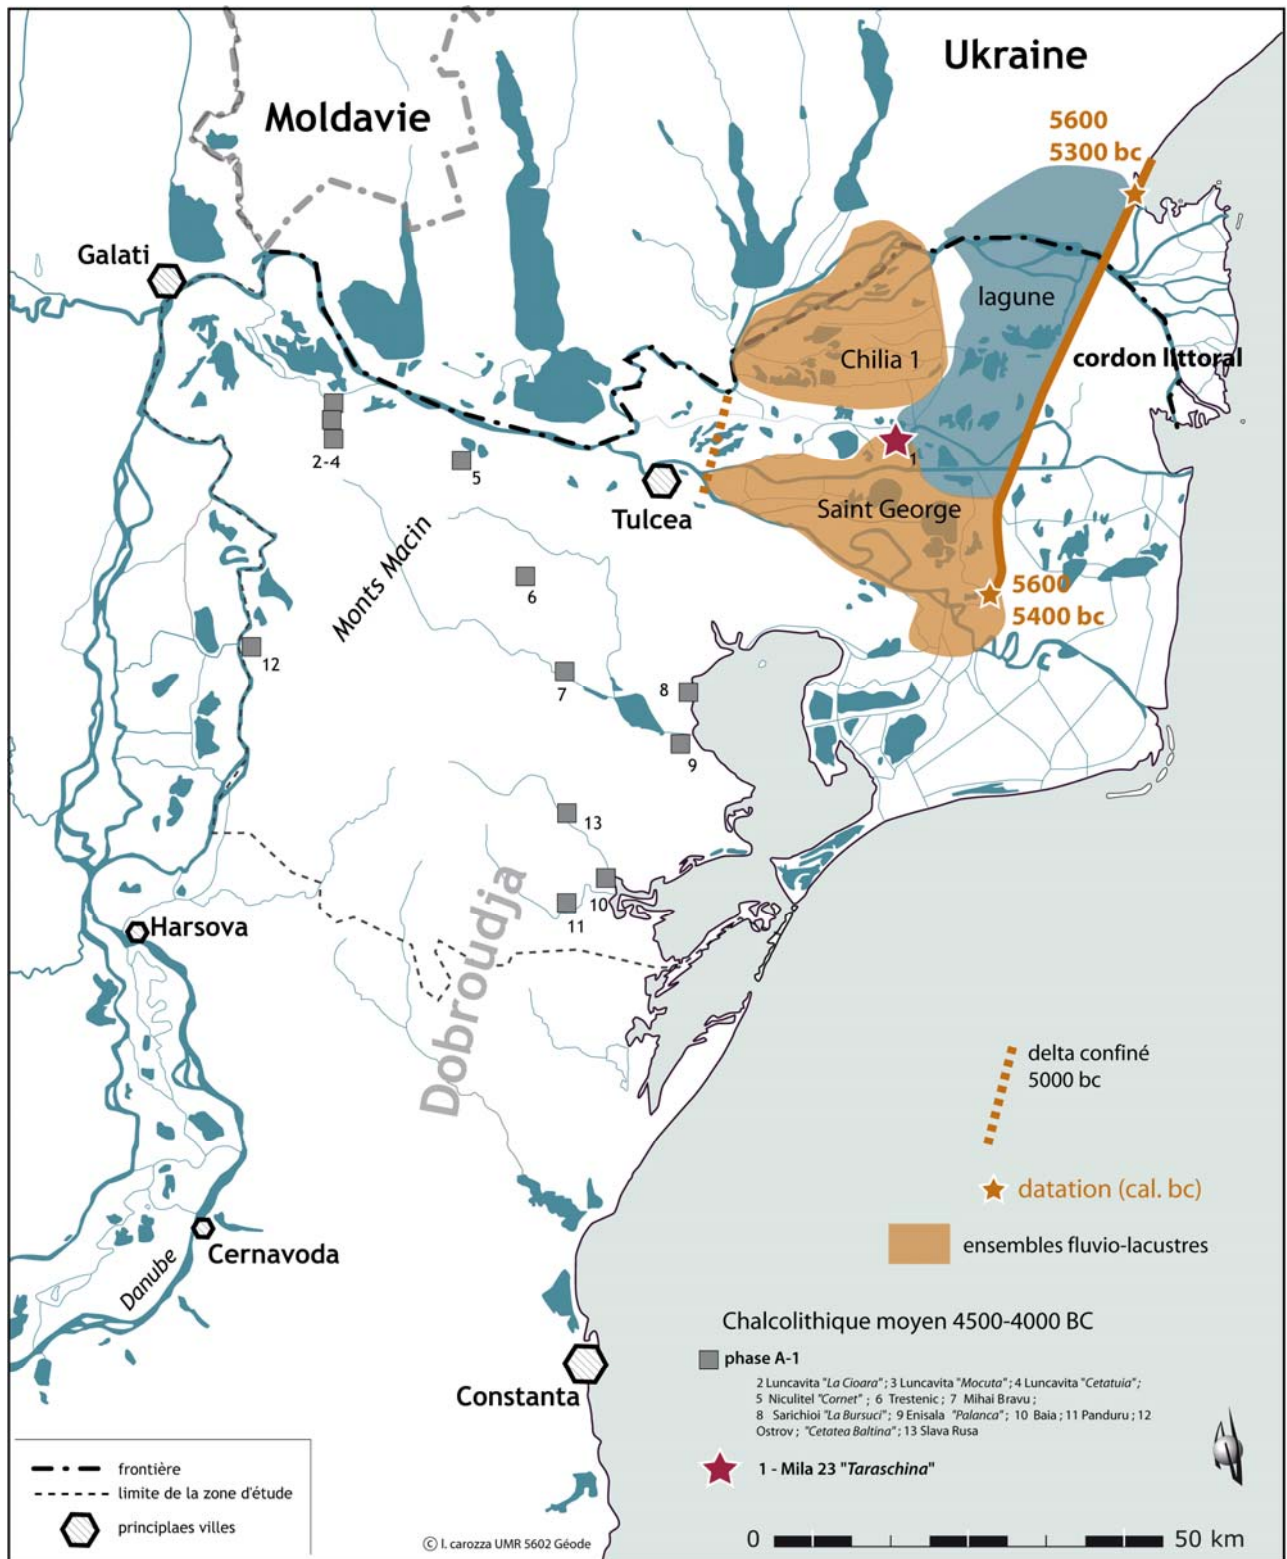 Ukraine
Moldavie
5600
5300 bc
Galati
lagune
Chilia 1
cordon littoral
2-4
5
1
Tulcea
Saint George
Monts Macin
6
5600
5400 bc
12
7
8
9
13
10
11
Harsova
Dobroudja
delta confiné
5000 bc
datation (cal. bc)
Cernavoda
ensembles fluvio-lacustres
Danube
Chalcolithique moyen 4500-4000 BC
phase A-1
2 Luncavita "La Cioara" ; 3 Luncavita "Mocuta" ; 4 Luncavita "Cetatuia" ;
5 Niculitel "Cornet" ; 6 Trestenic ; 7 Mihai Bravu ;
8 Sarichioi "La Bursuci" ; 9 Enisala "Palanca" ; 10 Baia ; 11 Panduru ; 12
Ostrov ; "Cetatea Baltina" ; 13 Slava Rusa
Constanta
1 - Mila 23 "Taraschina"
frontière
limite de la zone d'étude
principlaes villes
© l. carozza UMR 5602 Géode
0 50 km